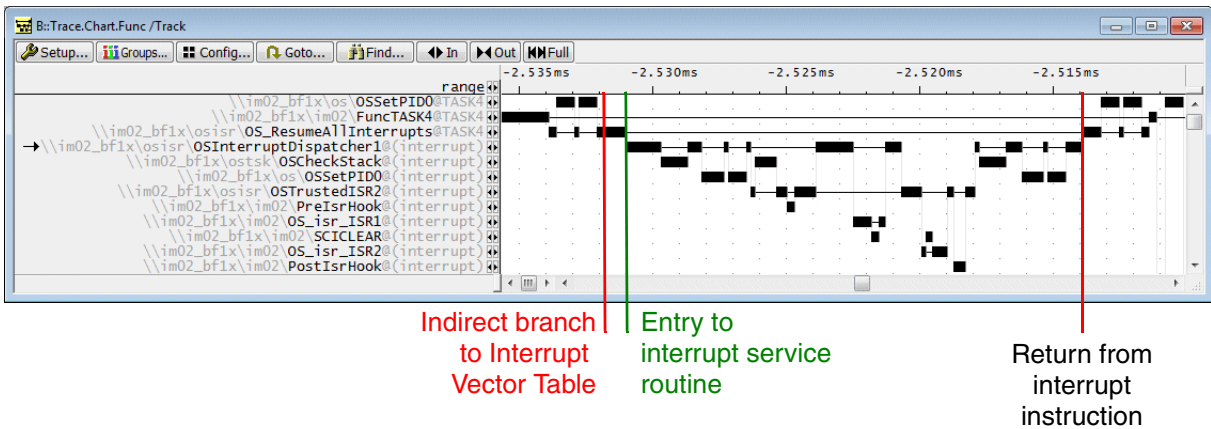 B::Trace.Chart.Func /Track
Setup... Groups... Config... Goto... Find... In Out Full
-2.535ms -2.530ms -2.525ms -2.520ms -2.515ms
range
\\im02_bf1x\os\OSSetPID0@TASK4
\\im02_bf1x\im02\FuncTASK4@TASK4
\\im02_bf1x\osisr\OS_ResumeAllInterrupts@TASK4
\\im02_bf1x\osisr\OSInterruptDispatcher1@(interrupt)
\\im02_bf1x\ostsk\OSCheckStack@(interrupt)
\\im02_bf1x\os\OSSetPID0@(interrupt)
\\im02_bf1x\osisr\OSTrustedISR2@(interrupt)
\\im02_bf1x\im02\PreIsrHook@(interrupt)
\\im02_bf1x\im02\OS_isr_ISR1@(interrupt)
\\im02_bf1x\im02\SCICLEAR@(interrupt)
\\im02_bf1x\im02\OS_isr_ISR2@(interrupt)
\\im02_bf1x\im02\PostIsrHook@(interrupt)
Indirect branch
to Interrupt
Vector Table
Entry to
interrupt service
routine
Return from
interrupt
instruction